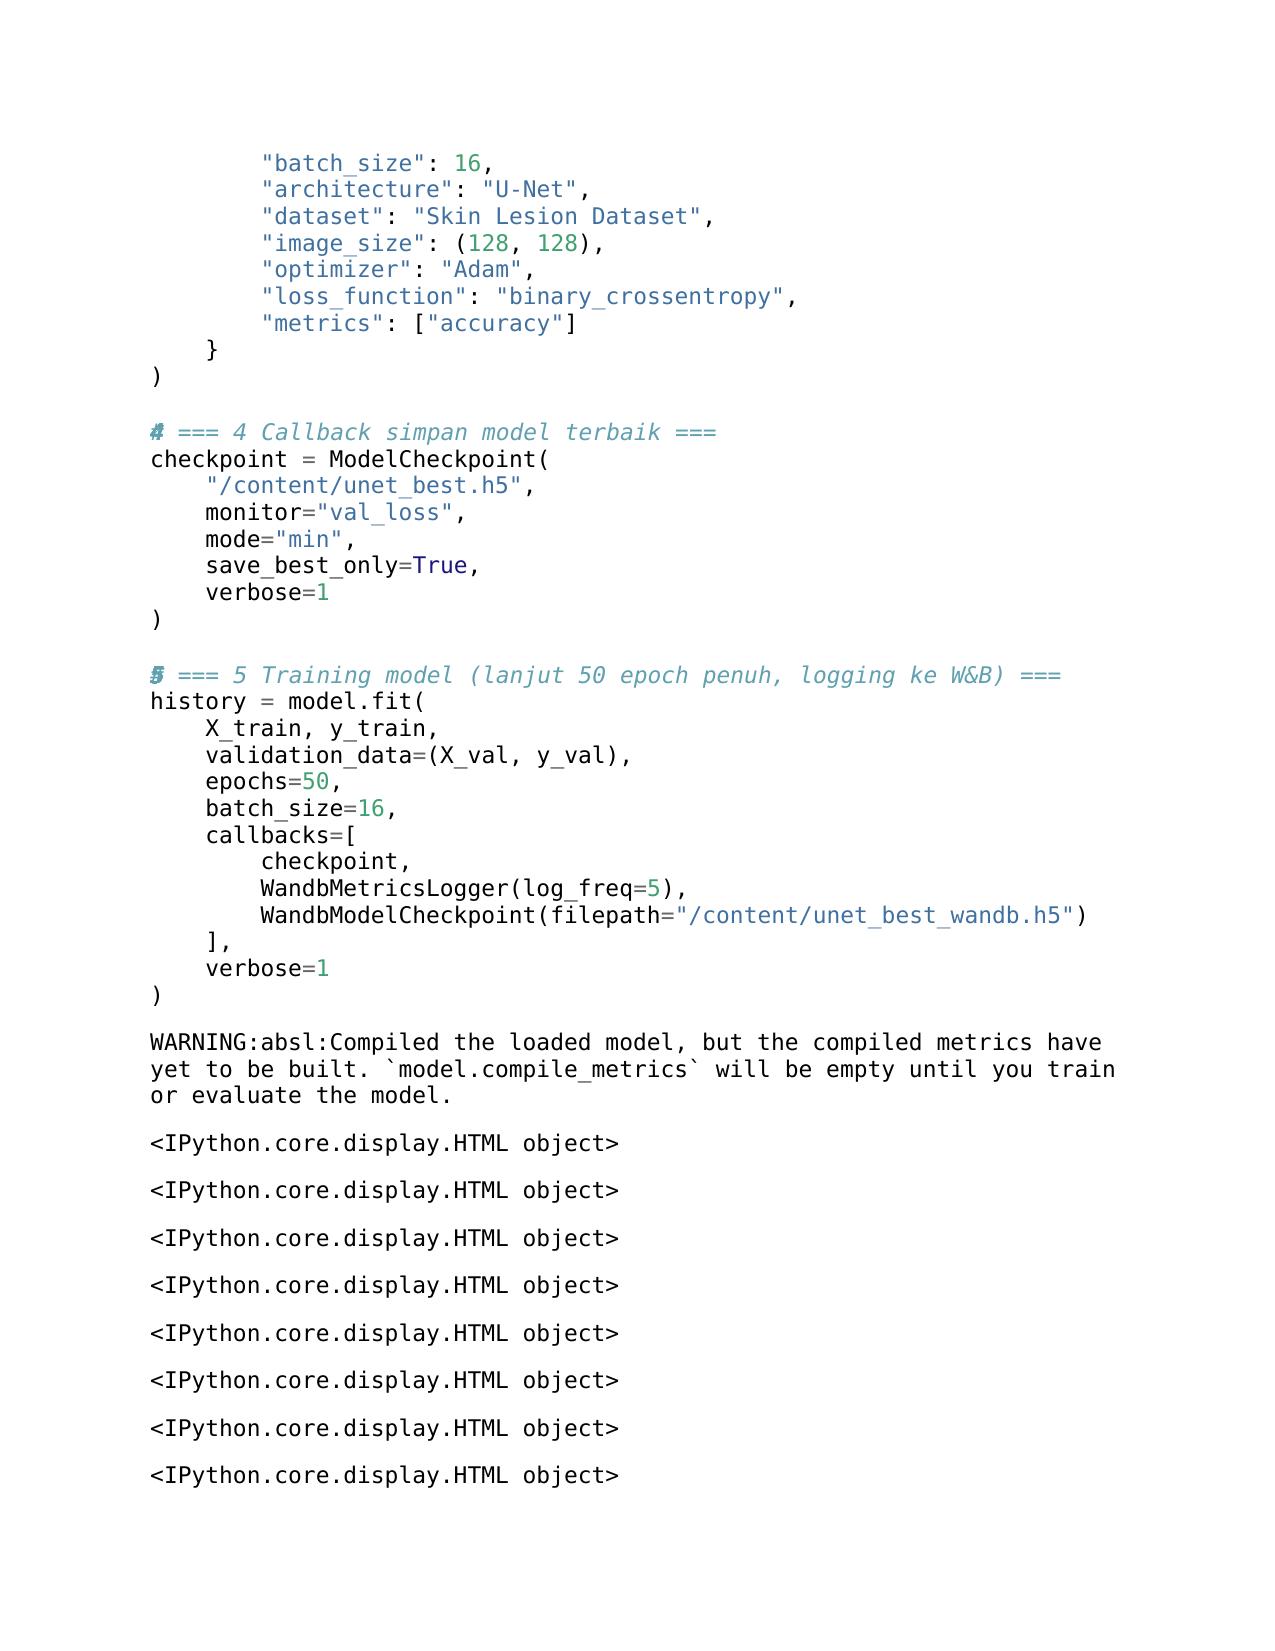 "batch_size": 16,
        "architecture": "U-Net",
        "dataset": "Skin Lesion Dataset",
        "image_size": (128, 128),
        "optimizer": "Adam",
        "loss_function": "binary_crossentropy",
        "metrics": ["accuracy"]
    }
)
# === 4 Callback simpan model terbaik ===
checkpoint = ModelCheckpoint(
    "/content/unet_best.h5",
    monitor="val_loss",
    mode="min",
    save_best_only=True,
    verbose=1
)
# === 5 Training model (lanjut 50 epoch penuh, logging ke W&B) ===
history = model.fit(
    X_train, y_train,
    validation_data=(X_val, y_val),
    epochs=50,
    batch_size=16,
    callbacks=[
        checkpoint,
        WandbMetricsLogger(log_freq=5),
        WandbModelCheckpoint(filepath="/content/unet_best_wandb.h5")
    ],
    verbose=1
)
WARNING:absl:Compiled the loaded model, but the compiled metrics have
yet to be built. `model.compile_metrics` will be empty until you train
or evaluate the model.
<IPython.core.display.HTML object>
<IPython.core.display.HTML object>
<IPython.core.display.HTML object>
<IPython.core.display.HTML object>
<IPython.core.display.HTML object>
<IPython.core.display.HTML object>
<IPython.core.display.HTML object>
<IPython.core.display.HTML object>